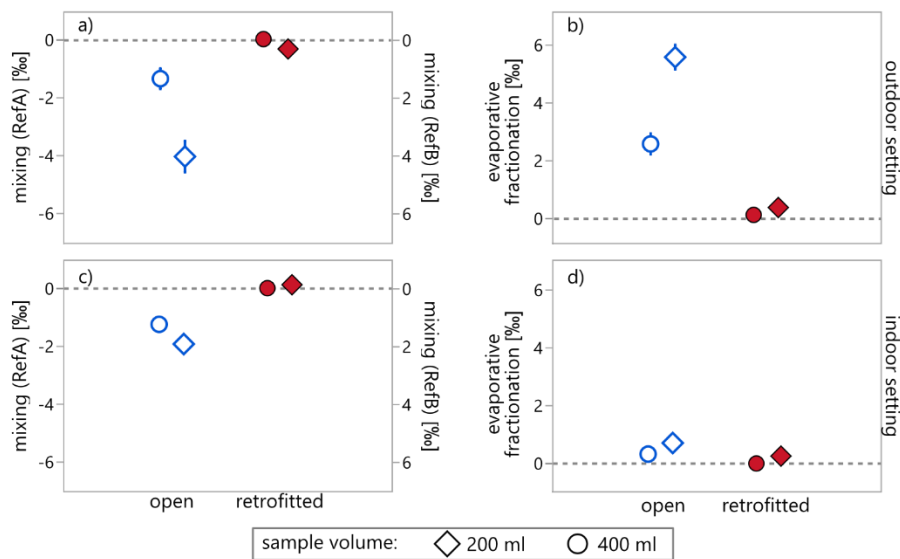 a)
0
-2
-4
-6
mixing (RefA) [‰]
0
2
4
6
mixing (RefB) [‰]
b)
6
4
2
0
evaporative
fractionation [‰]
outdoor setting
c)
0
-2
-4
-6
mixing (RefA) [‰]
0
2
4
6
mixing (RefB) [‰]
open
retrofitted
d)
6
4
2
0
evaporative
fractionation [‰]
indoor setting
open
retrofitted
sample volume: 200 ml 400 ml